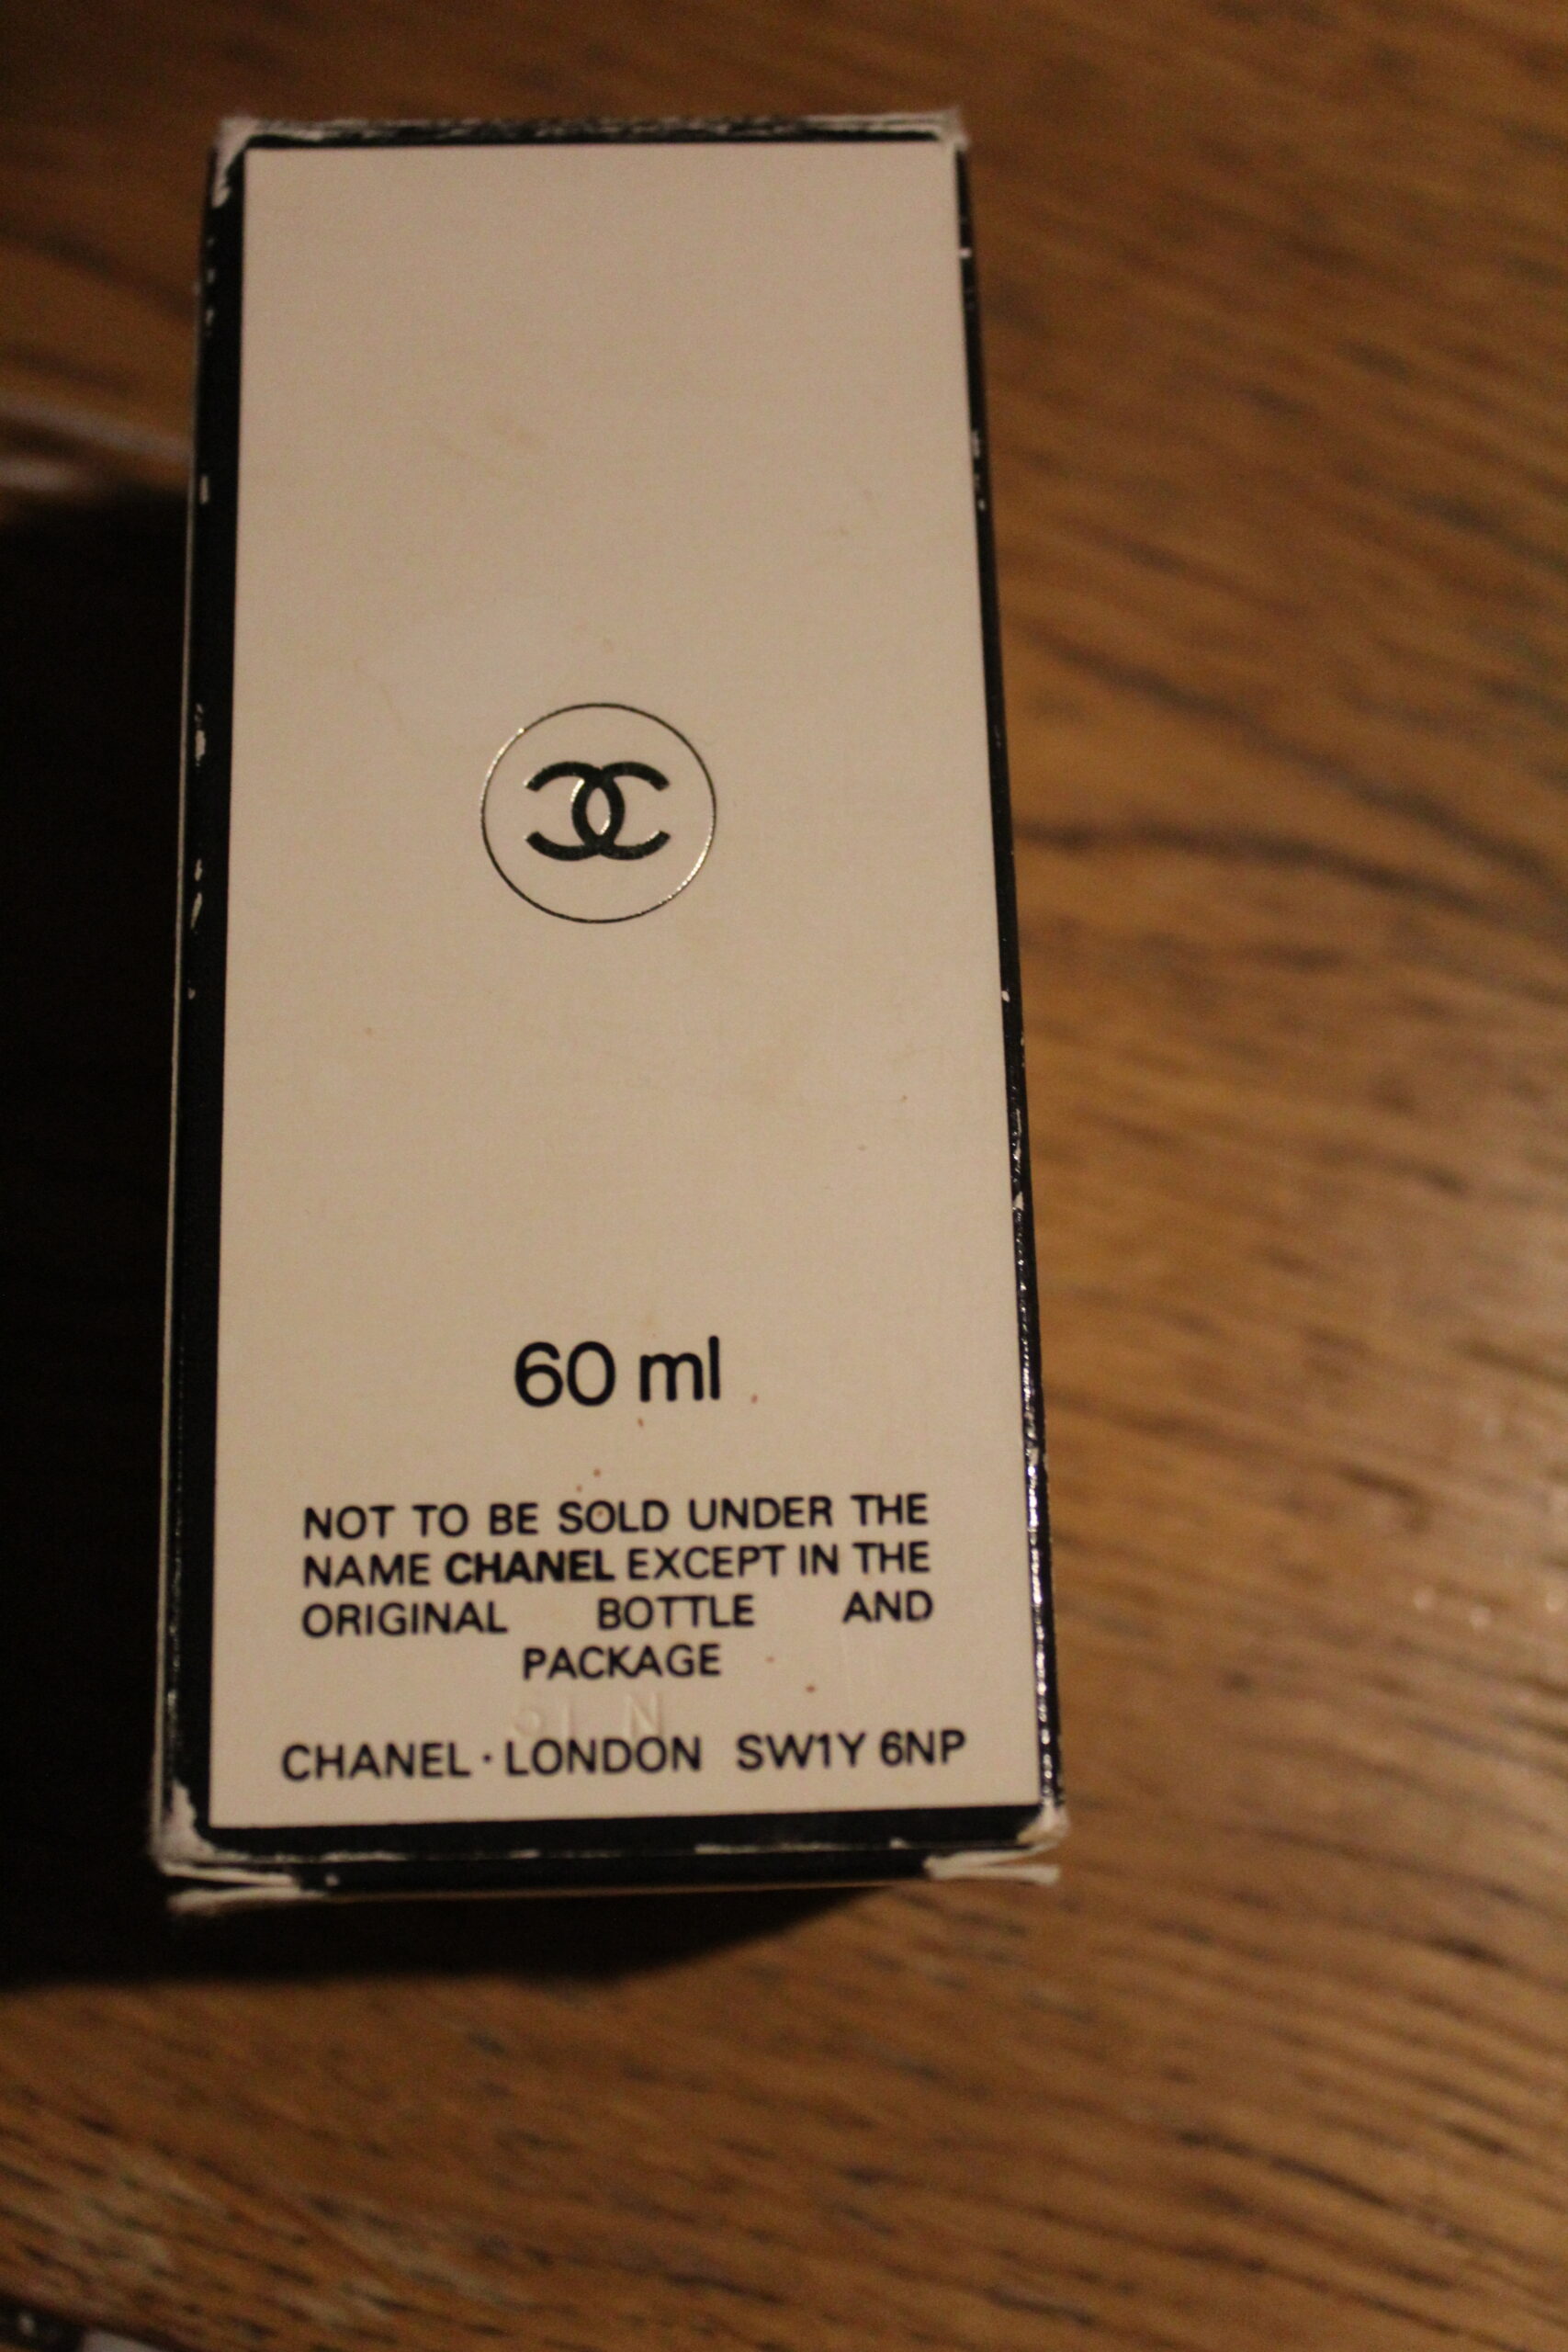 60 ml
NOT TO BE SOLD UNDER THE
NAME CHANEL EXCEPT IN THE
ORIGINAL BOTTLE AND
PACKAGE
CHANEL · LONDON SW1Y 6NP